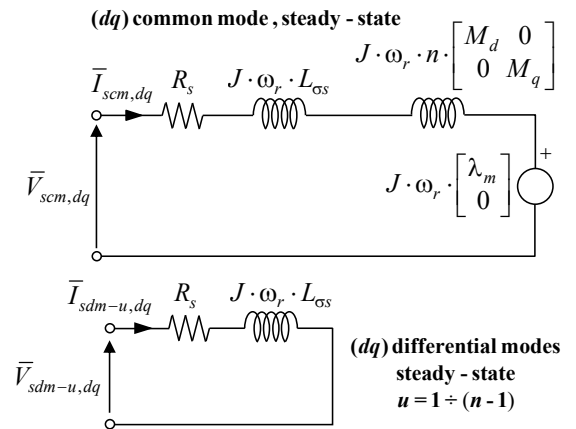 (dq) common mode, steady-state
J · ω_r · n · [M_d 0
0 M_q]
Ī_scm,dq
R_s
J · ω_r · L_σs
V̄_scm,dq
J · ω_r · [λ_m
0]
+
Ī_sdm-u,dq
R_s
J · ω_r · L_σs
V̄_sdm-u,dq
(dq) differential modes
steady-state
u = 1 ÷ (n - 1)